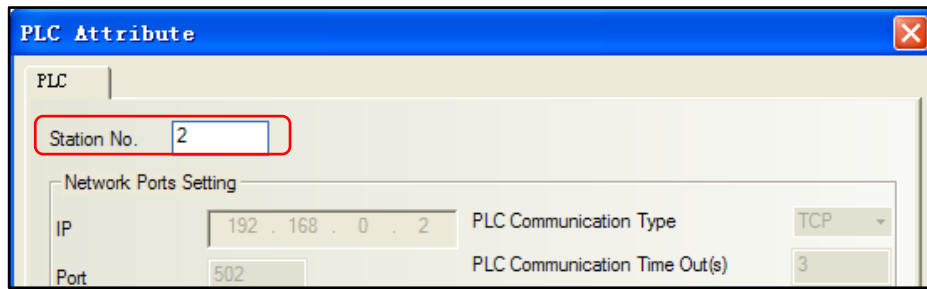 PLC Attribute
PLC
Station No. 2
Network Ports Setting
IP 192 . 168 . 0 . 2 PLC Communication Type TCP
Port 502 PLC Communication Time Out(s) 3